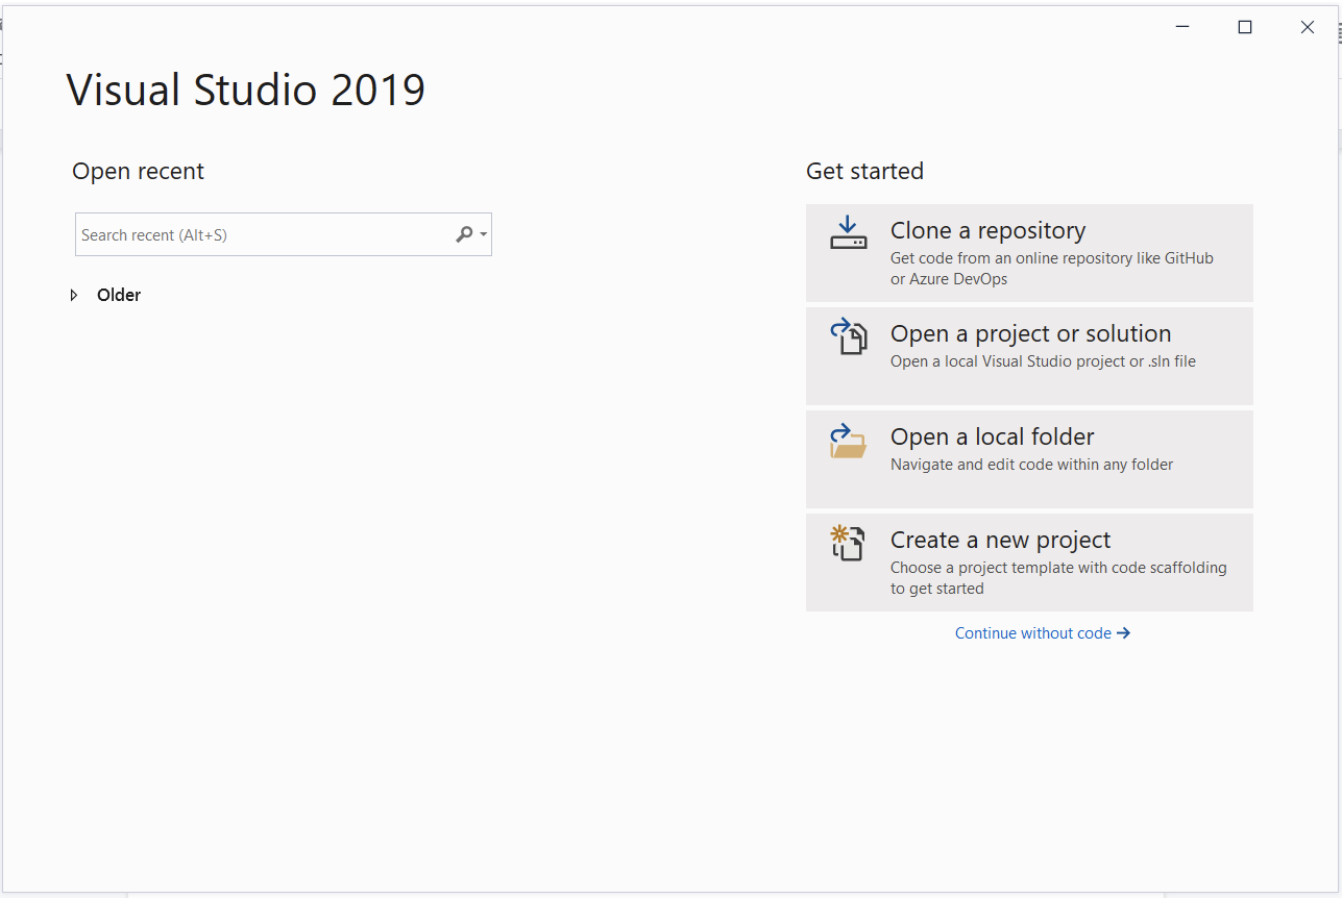 Visual Studio 2019
Open recent
Search recent (Alt+S)
Older
Get started
Clone a repository
Get code from an online repository like GitHub
or Azure DevOps
Open a project or solution
Open a local Visual Studio project or .sln file
Open a local folder
Navigate and edit code within any folder
Create a new project
Choose a project template with code scaffolding
to get started
Continue without code